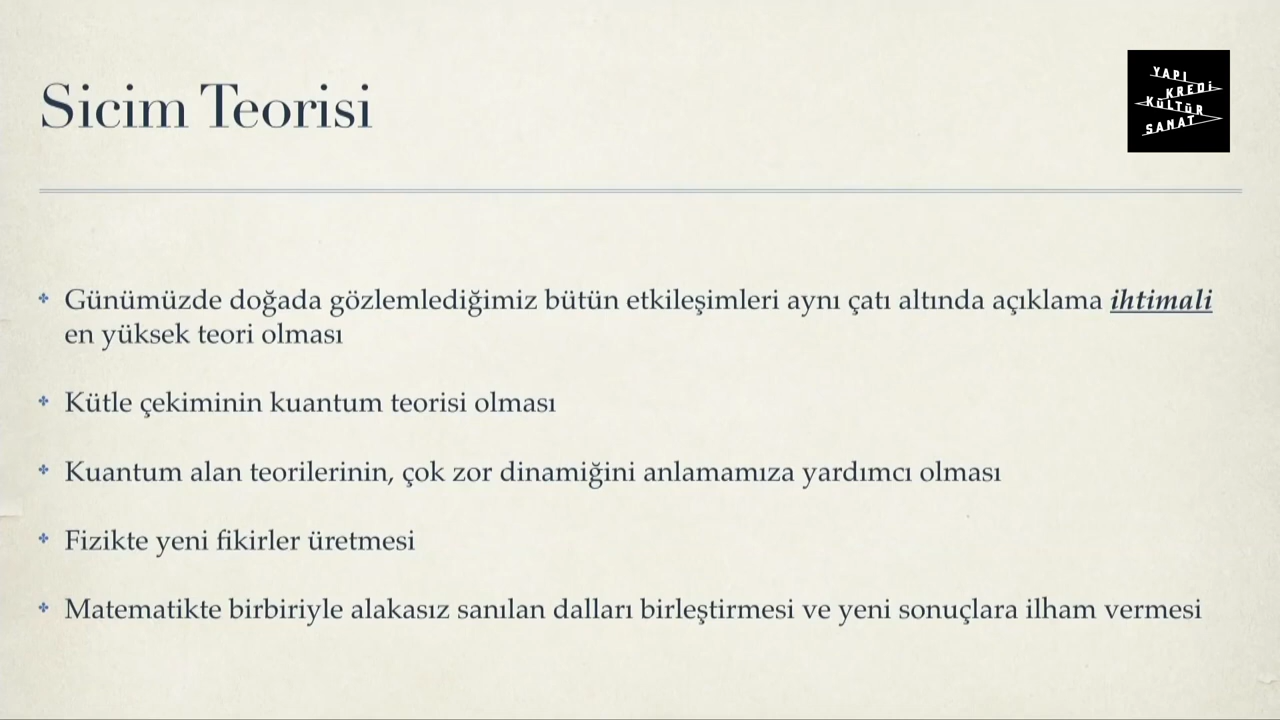 Sicim Teorisi
YAPI
KREDİ
KÜLTÜR
SANAT
Günümüzde doğada gözlemlediğimiz bütün etkileşimleri aynı çatı altında açıklama ihtimali
en yüksek teori olması
Kütle çekiminin kuantum teorisi olması
Kuantum alan teorilerinin, çok zor dinamiğini anlamamıza yardımcı olması
Fizikte yeni fikirler üretmesi
Matematikte birbiriyle alakasız sanılan dalları birleştirmesi ve yeni sonuçlara ilham vermesi